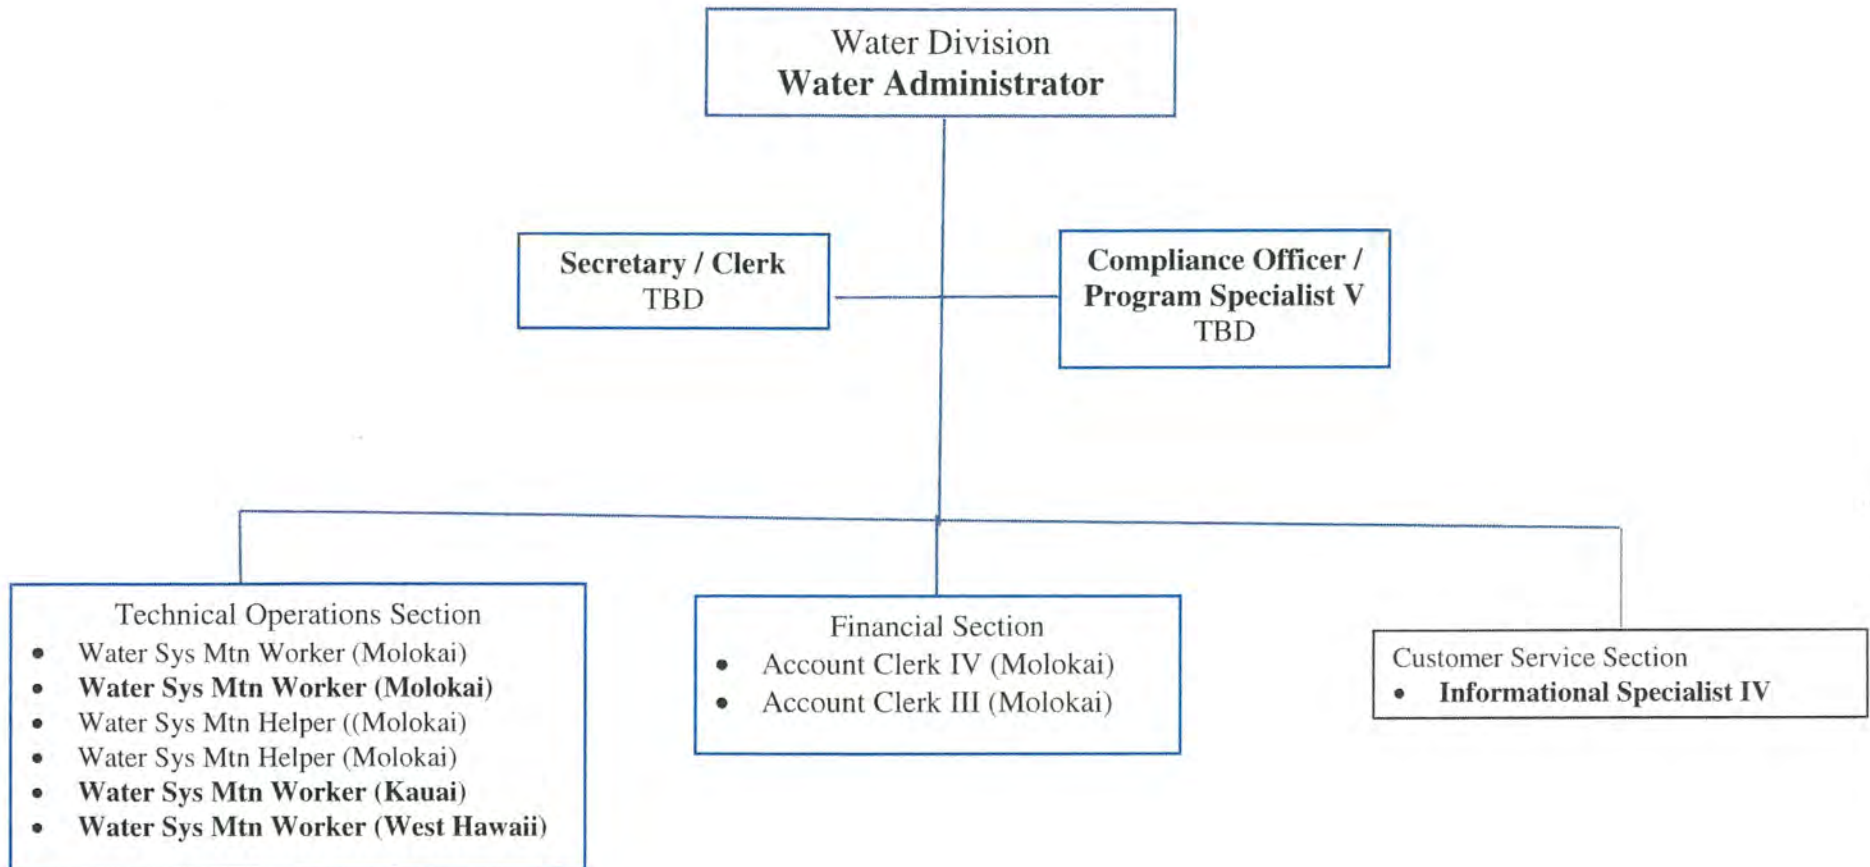 Water Division
Water Administrator
Secretary / Clerk
TBD
Compliance Officer /
Program Specialist V
TBD
Technical Operations Section
• Water Sys Mtn Worker (Molokai)
• Water Sys Mtn Worker (Molokai)
• Water Sys Mtn Helper ((Molokai)
• Water Sys Mtn Helper (Molokai)
• Water Sys Mtn Worker (Kauai)
• Water Sys Mtn Worker (West Hawaii)
Financial Section
• Account Clerk IV (Molokai)
• Account Clerk III (Molokai)
Customer Service Section
• Informational Specialist IV